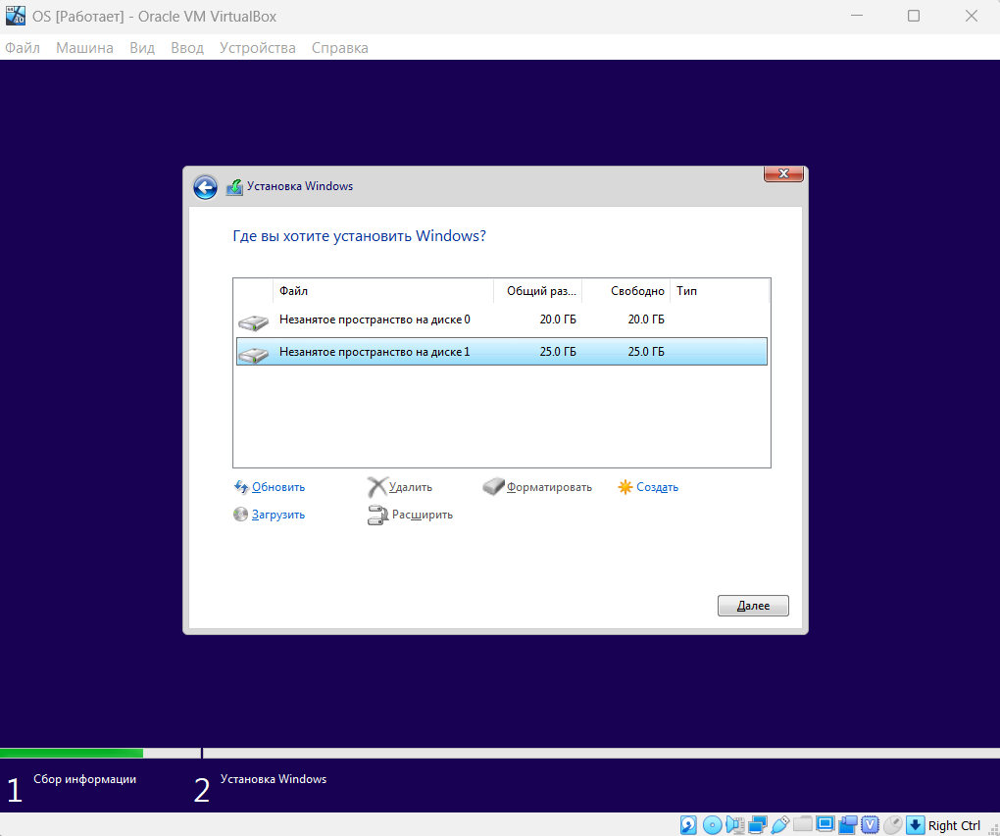 OS [Работает] - Oracle VM VirtualBox
Файл Машина Вид Ввод Устройства Справка
Установка Windows
Где вы хотите установить Windows?
Файл Общий раз... Свободно Тип
Незанятое пространство на диске 0 20.0 ГБ 20.0 ГБ
Незанятое пространство на диске 1 25.0 ГБ 25.0 ГБ
Обновить Удалить Форматировать Создать
Загрузить Расширить
Далее
1 Сбор информации 2 Установка Windows
Right Ctrl